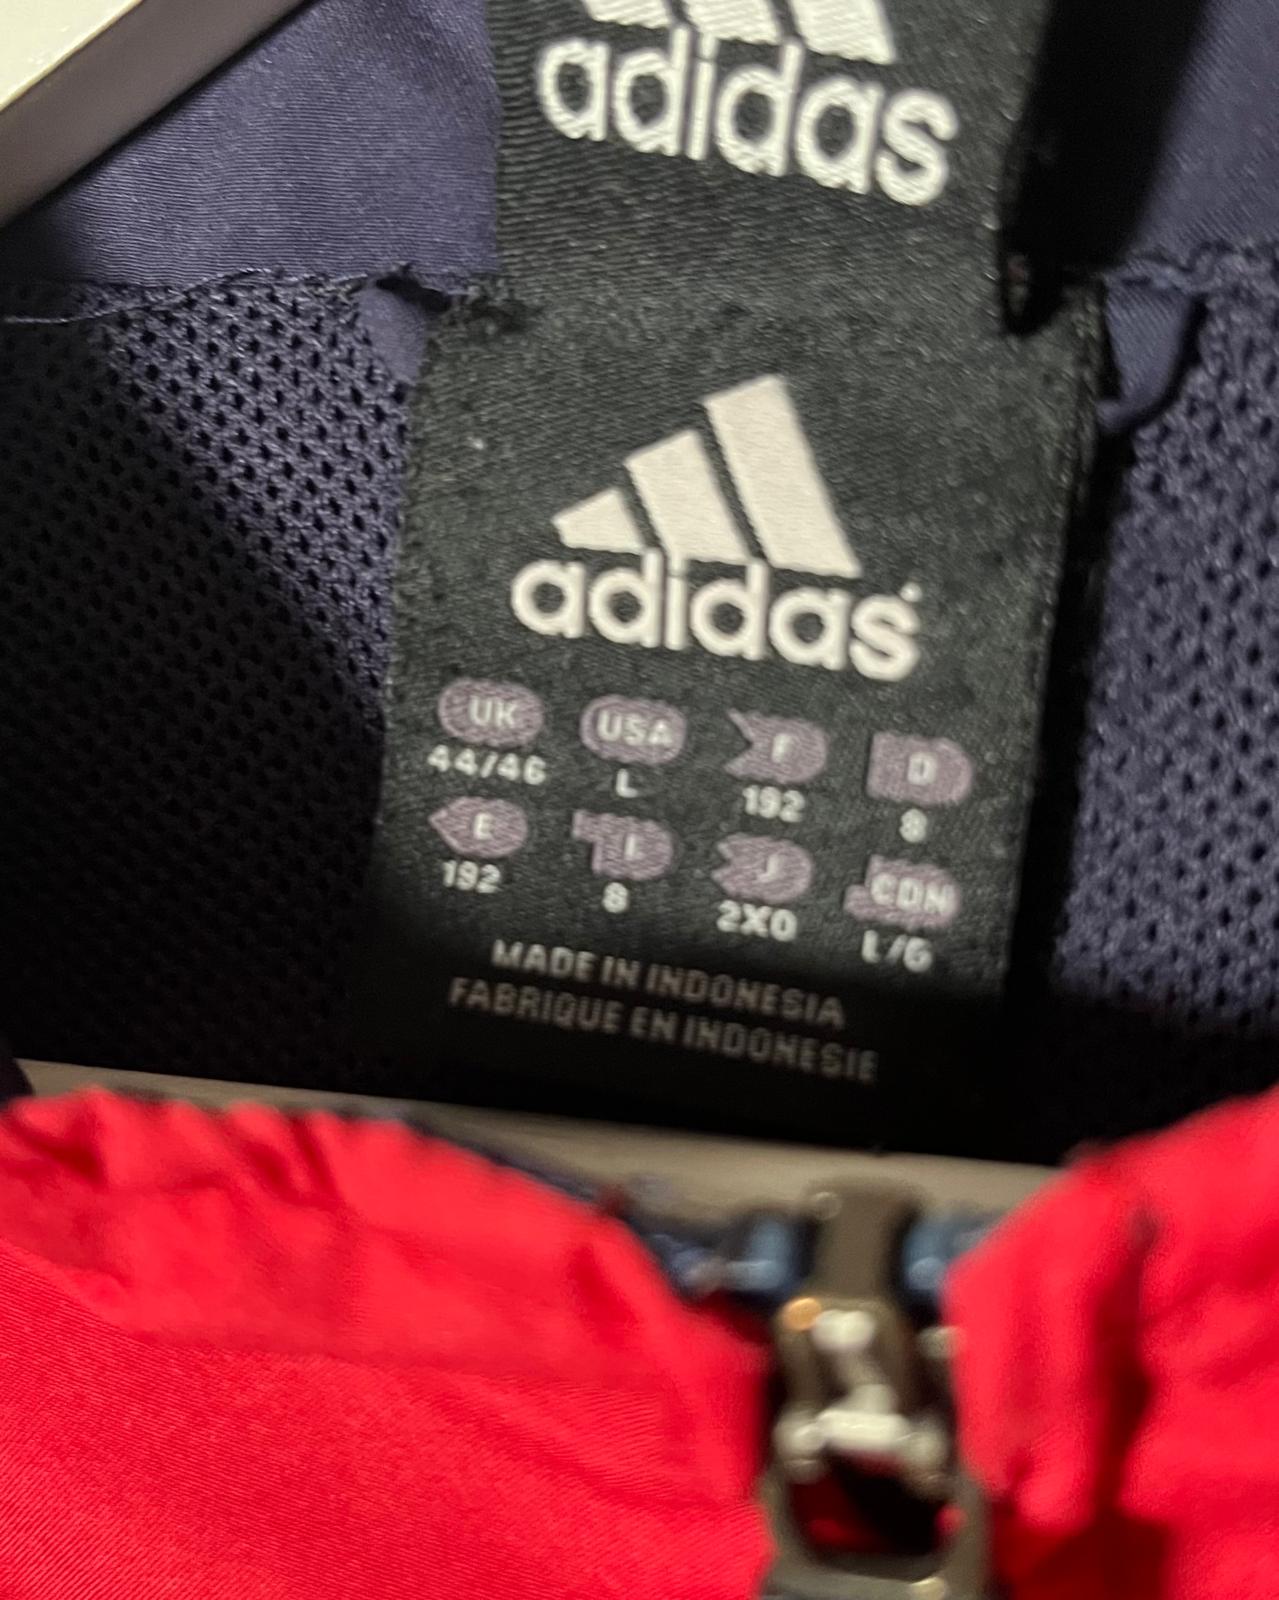 adidas
adidas
UK USA F D
44/46 L 192 8
E I J CDN
192 8 2XO L/G
MADE IN INDONESIA
FABRIQUE EN INDONESIE